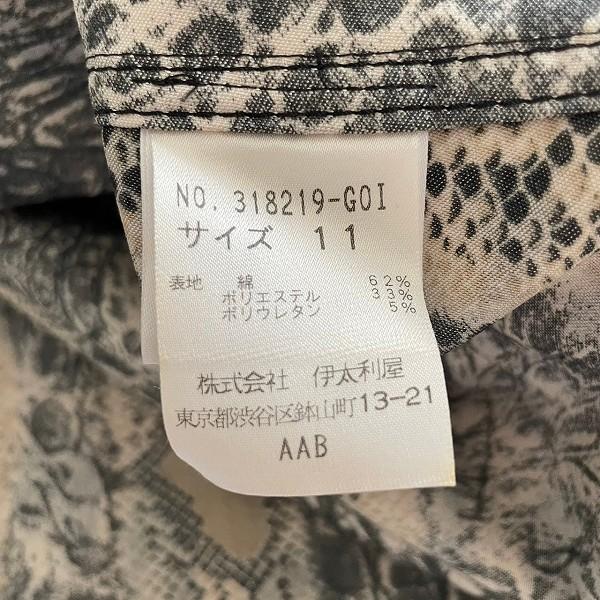 NO. 318219-GOI
サイズ 11
表地 綿 62%
ポリエステル 33%
ポリウレタン 5%
株式会社 伊太利屋
東京都渋谷区鉢山町13-21
AAB